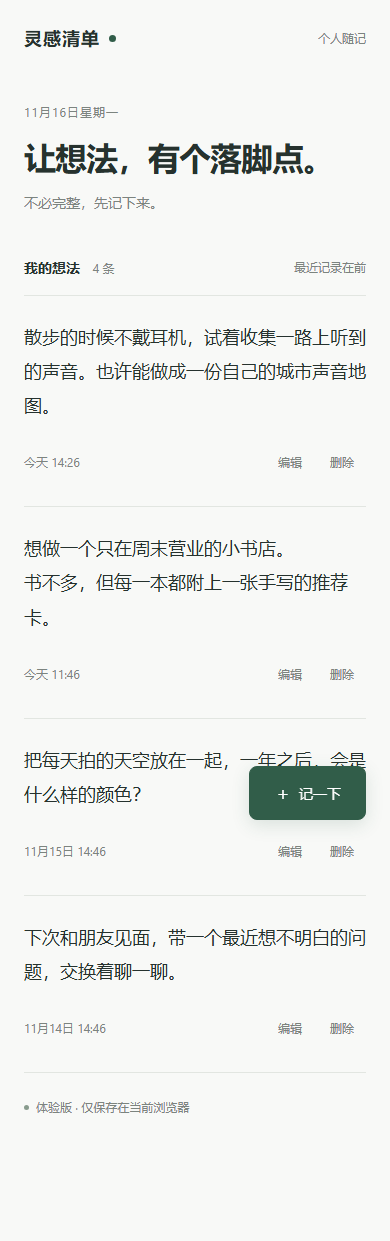 灵感清单
个人随记
11月16日星期一
让想法，有个落脚点。
不必完整，先记下来。
我的想法 4 条
最近记录在前
散步的时候不戴耳机，试着收集一路上听到
的声音。也许能做成一份自己的城市声音地
图。
今天 14:26 编辑 删除
想做一个只在周末营业的小书店。
书不多，但每一本都附上一张手写的推荐
卡。
今天 11:46 编辑 删除
把每天拍的天空放在一起，一年之后，会是
什么样的颜色？
+ 记一下
11月15日 14:46 编辑 删除
下次和朋友见面，带一个最近想不明白的问
题，交换着聊一聊。
11月14日 14:46 编辑 删除
体验版 · 仅保存在当前浏览器